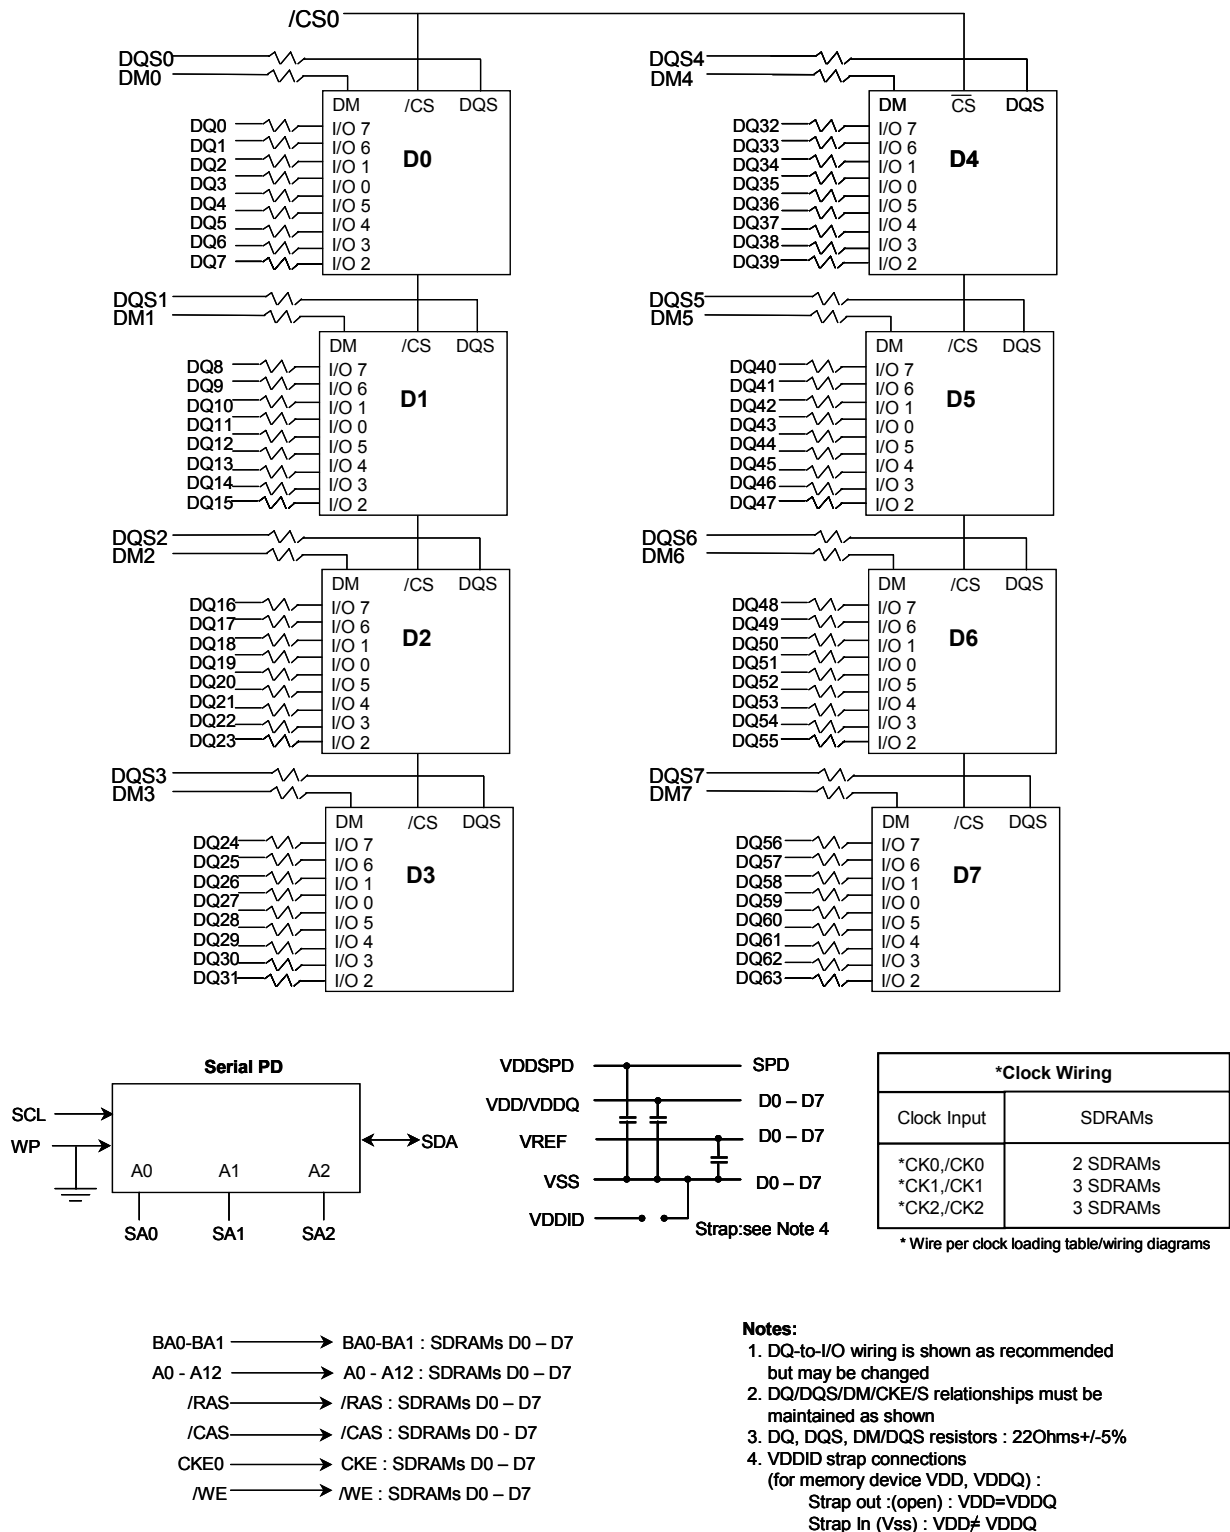 /CS0
DQS0
DM0
DM /CS DQS
D0
DQ0 I/O 7
DQ1 I/O 6
DQ2 I/O 1
DQ3 I/O 0
DQ4 I/O 5
DQ5 I/O 4
DQ6 I/O 3
DQ7 I/O 2
DQS1
DM1
DM /CS DQS
D1
DQ8 I/O 7
DQ9 I/O 6
DQ10 I/O 1
DQ11 I/O 0
DQ12 I/O 5
DQ13 I/O 4
DQ14 I/O 3
DQ15 I/O 2
DQS2
DM2
DM /CS DQS
D2
DQ16 I/O 7
DQ17 I/O 6
DQ18 I/O 1
DQ19 I/O 0
DQ20 I/O 5
DQ21 I/O 4
DQ22 I/O 3
DQ23 I/O 2
DQS3
DM3
DM /CS DQS
D3
DQ24 I/O 7
DQ25 I/O 6
DQ26 I/O 1
DQ27 I/O 0
DQ28 I/O 5
DQ29 I/O 4
DQ30 I/O 3
DQ31 I/O 2
DQS4
DM4
DM C̅S̅ DQS
D4
DQ32 I/O 7
DQ33 I/O 6
DQ34 I/O 1
DQ35 I/O 0
DQ36 I/O 5
DQ37 I/O 4
DQ38 I/O 3
DQ39 I/O 2
DQS5
DM5
DM /CS DQS
D5
DQ40 I/O 7
DQ41 I/O 6
DQ42 I/O 1
DQ43 I/O 0
DQ44 I/O 5
DQ45 I/O 4
DQ46 I/O 3
DQ47 I/O 2
DQS6
DM6
DM /CS DQS
D6
DQ48 I/O 7
DQ49 I/O 6
DQ50 I/O 1
DQ51 I/O 0
DQ52 I/O 5
DQ53 I/O 4
DQ54 I/O 3
DQ55 I/O 2
DQS7
DM7
DM /CS DQS
D7
DQ56 I/O 7
DQ57 I/O 6
DQ58 I/O 1
DQ59 I/O 0
DQ60 I/O 5
DQ61 I/O 4
DQ62 I/O 3
DQ63 I/O 2
Serial PD
SCL
WP
SDA
A0 A1 A2
SA0 SA1 SA2
VDDSPD SPD
VDD/VDDQ D0 – D7
VREF D0 – D7
VSS D0 – D7
VDDID Strap:see Note 4
*Clock Wiring
Clock Input SDRAMs
*CK0,/CK0 2 SDRAMs
*CK1,/CK1 3 SDRAMs
*CK2,/CK2 3 SDRAMs
* Wire per clock loading table/wiring diagrams
BA0-BA1 BA0-BA1 : SDRAMs D0 – D7
A0 - A12 A0 - A12 : SDRAMs D0 – D7
/RAS /RAS : SDRAMs D0 – D7
/CAS /CAS : SDRAMs D0 - D7
CKE0 CKE : SDRAMs D0 – D7
/WE /WE : SDRAMs D0 – D7
Notes:
1. DQ-to-I/O wiring is shown as recommended
but may be changed
2. DQ/DQS/DM/CKE/S relationships must be
maintained as shown
3. DQ, DQS, DM/DQS resistors : 22Ohms+/-5%
4. VDDID strap connections
(for memory device VDD, VDDQ) :
Strap out :(open) : VDD=VDDQ
Strap In (Vss) : VDD≠ VDDQ